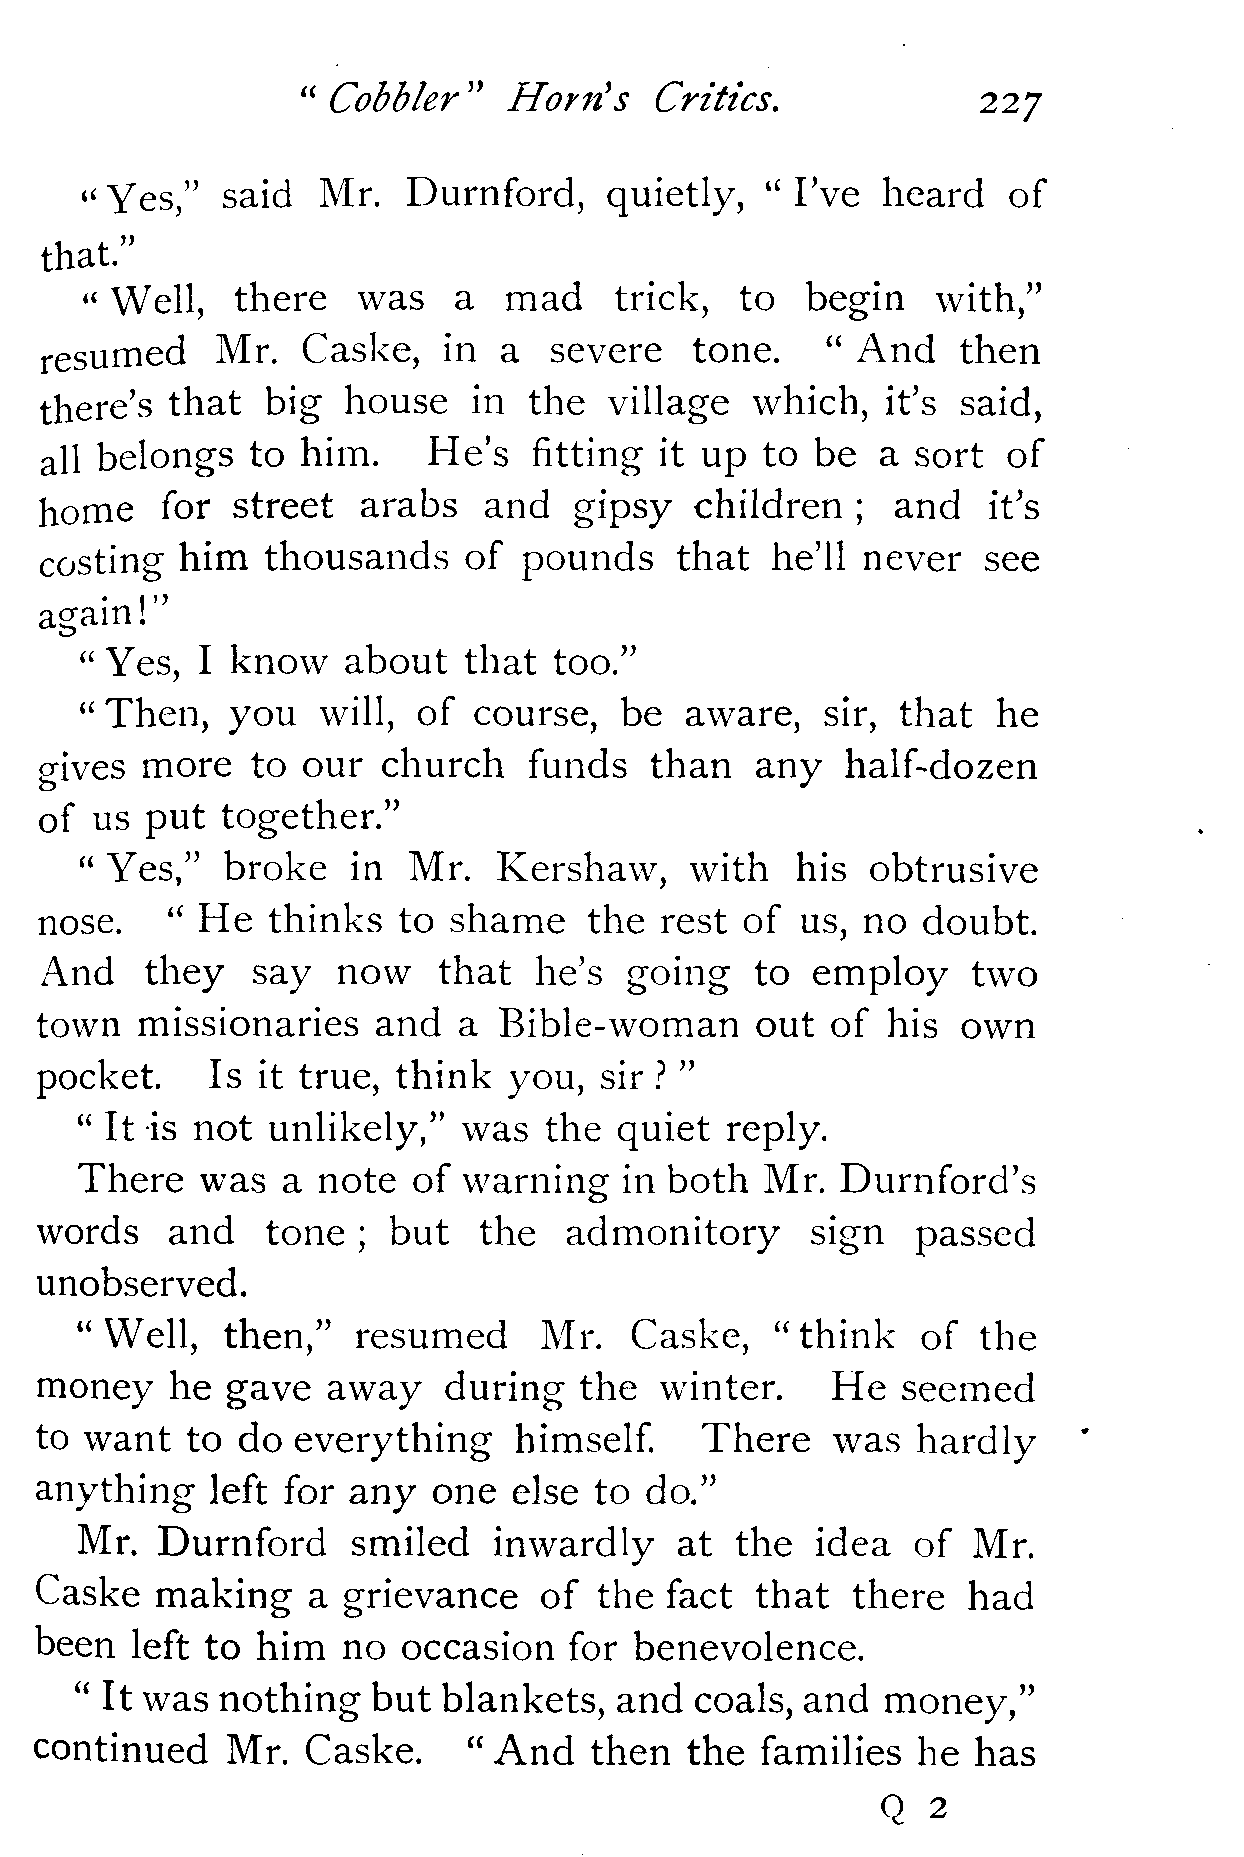 “ Cobbler ” Horn’s Critics. 227
“ Yes,” said Mr. Durnford, quietly, “ I’ve heard of
that.”
“ Well, there was a mad trick, to begin with,”
resumed Mr. Caske, in a severe tone. “ And then
there’s that big house in the village which, it’s said,
all belongs to him. He’s fitting it up to be a sort of
home for street arabs and gipsy children ; and it’s
costing him thousands of pounds that he’ll never see
again!”
“ Yes, I know about that too.”
“ Then, you will, of course, be aware, sir, that he
gives more to our church funds than any half-dozen
of us put together.”
“ Yes,” broke in Mr. Kershaw, with his obtrusive
nose. “ He thinks to shame the rest of us, no doubt.
And they say now that he’s going to employ two
town missionaries and a Bible-woman out of his own
pocket. Is it true, think you, sir ? ”
“ It is not unlikely,” was the quiet reply.
There was a note of warning in both Mr. Durnford’s
words and tone ; but the admonitory sign passed
unobserved.
“ Well, then,” resumed Mr. Caske, “ think of the
money he gave away during the winter. He seemed
to want to do everything himself. There was hardly
anything left for any one else to do.”
Mr. Durnford smiled inwardly at the idea of Mr.
Caske making a grievance of the fact that there had
been left to him no occasion for benevolence.
“ It was nothing but blankets, and coals, and money,”
continued Mr. Caske. “ And then the families he has
Q 2